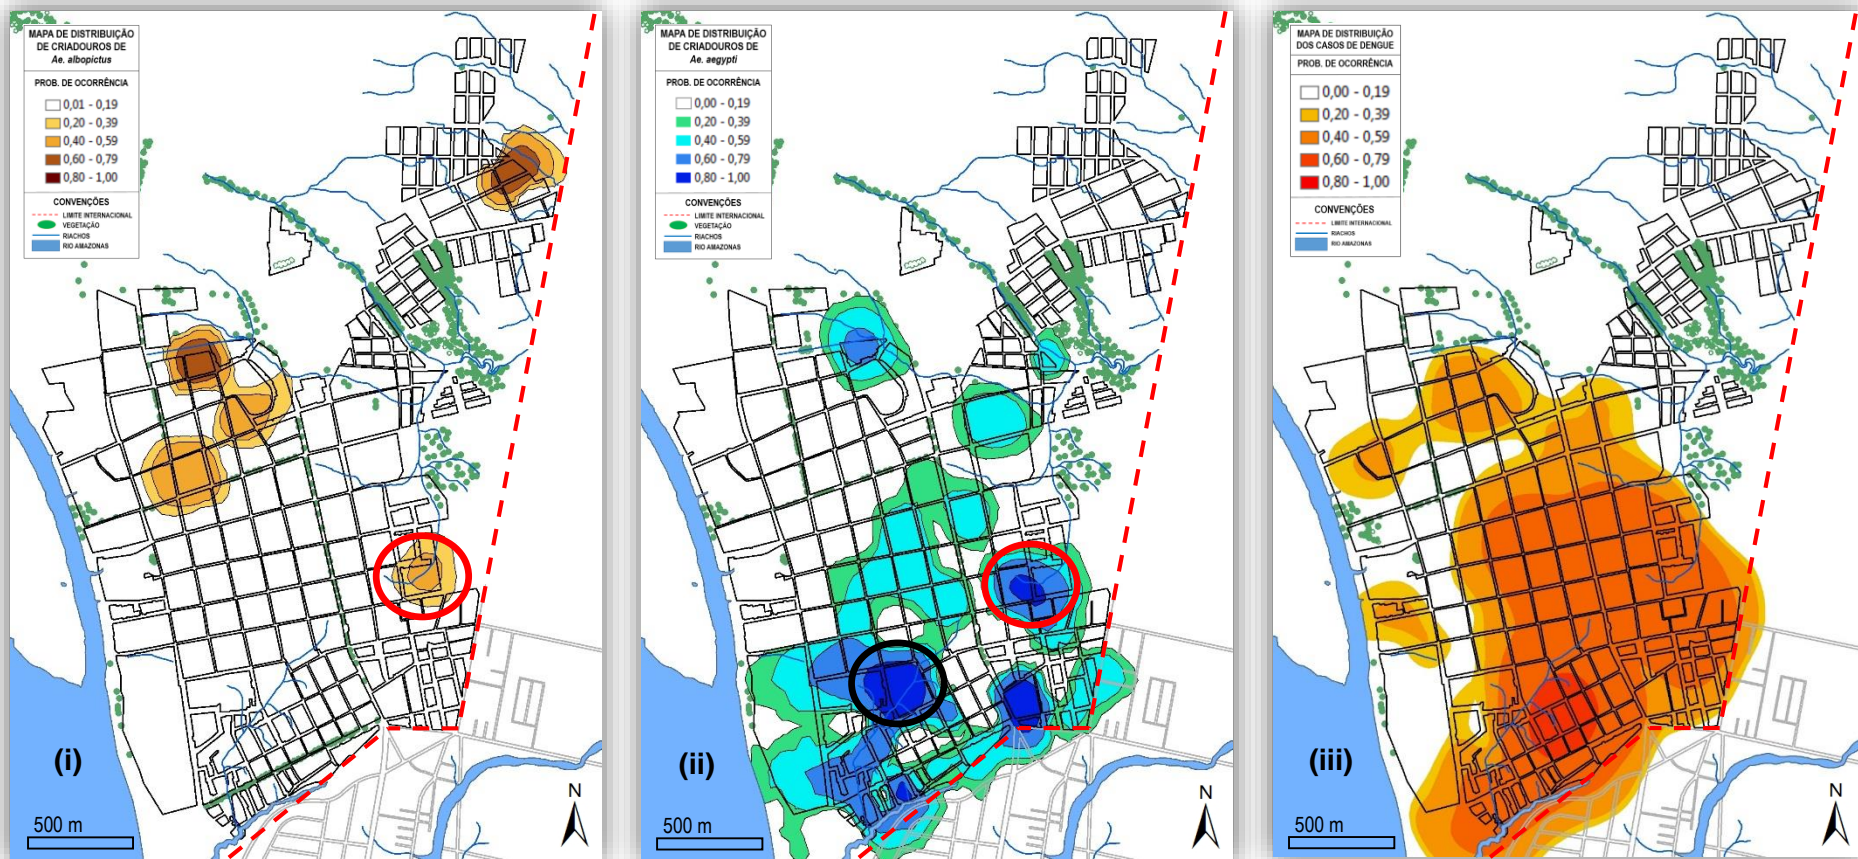 MAPA DE DISTRIBUIÇÃO
DE CRIADOUROS DE
Ae. albopictus
PROB. DE OCORRÊNCIA
0,01 - 0,19
0,20 - 0,39
0,40 - 0,59
0,60 - 0,79
0,80 - 1,00
CONVENÇÕES
LIMITE INTERNACIONAL
VEGETAÇÃO
RIACHOS
RIO AMAZONAS
(i)
500 m
N
MAPA DE DISTRIBUIÇÃO
DE CRIADOUROS DE
Ae. aegypti
PROB. DE OCORRÊNCIA
0,00 - 0,19
0,20 - 0,39
0,40 - 0,59
0,60 - 0,79
0,80 - 1,00
CONVENÇÕES
LIMITE INTERNACIONAL
VEGETAÇÃO
RIACHOS
RIO AMAZONAS
(ii)
500 m
N
MAPA DE DISTRIBUIÇÃO
DOS CASOS DE DENGUE
PROB. DE OCORRÊNCIA
0,00 - 0,19
0,20 - 0,39
0,40 - 0,59
0,60 - 0,79
0,80 - 1,00
CONVENÇÕES
LIMITE INTERNACIONAL
RIACHOS
RIO AMAZONAS
(iii)
500 m
N